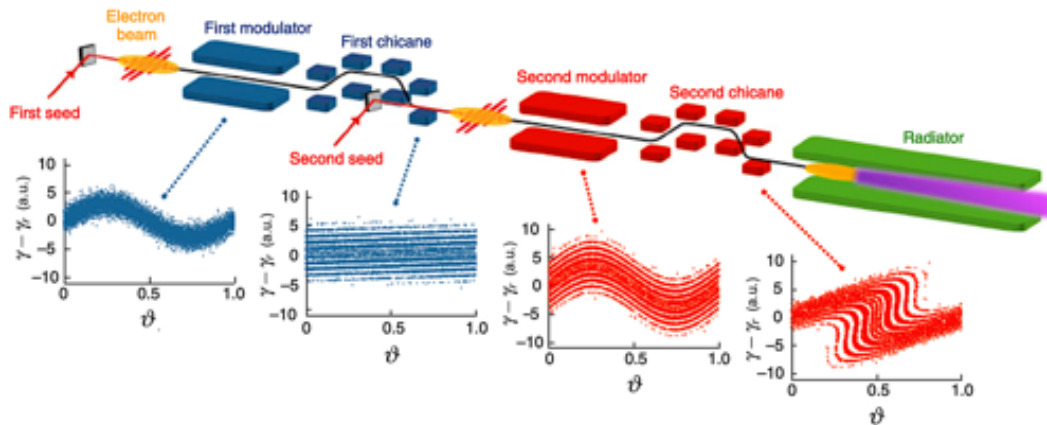 Electron
beam
First modulator
First chicane
Second modulator
Second chicane
Radiator
First seed
Second seed
γ − γr (a.u.)
10
5
0
−5
−10
0
0.5
1.0
ϑ
γ − γr (a.u.)
10
5
0
−5
−10
0
0.5
1.0
ϑ
γ − γr (a.u.)
10
5
0
−5
−10
0
0.5
1.0
ϑ
γ − γr (a.u.)
10
5
0
−5
−10
0
0.5
1.0
ϑ